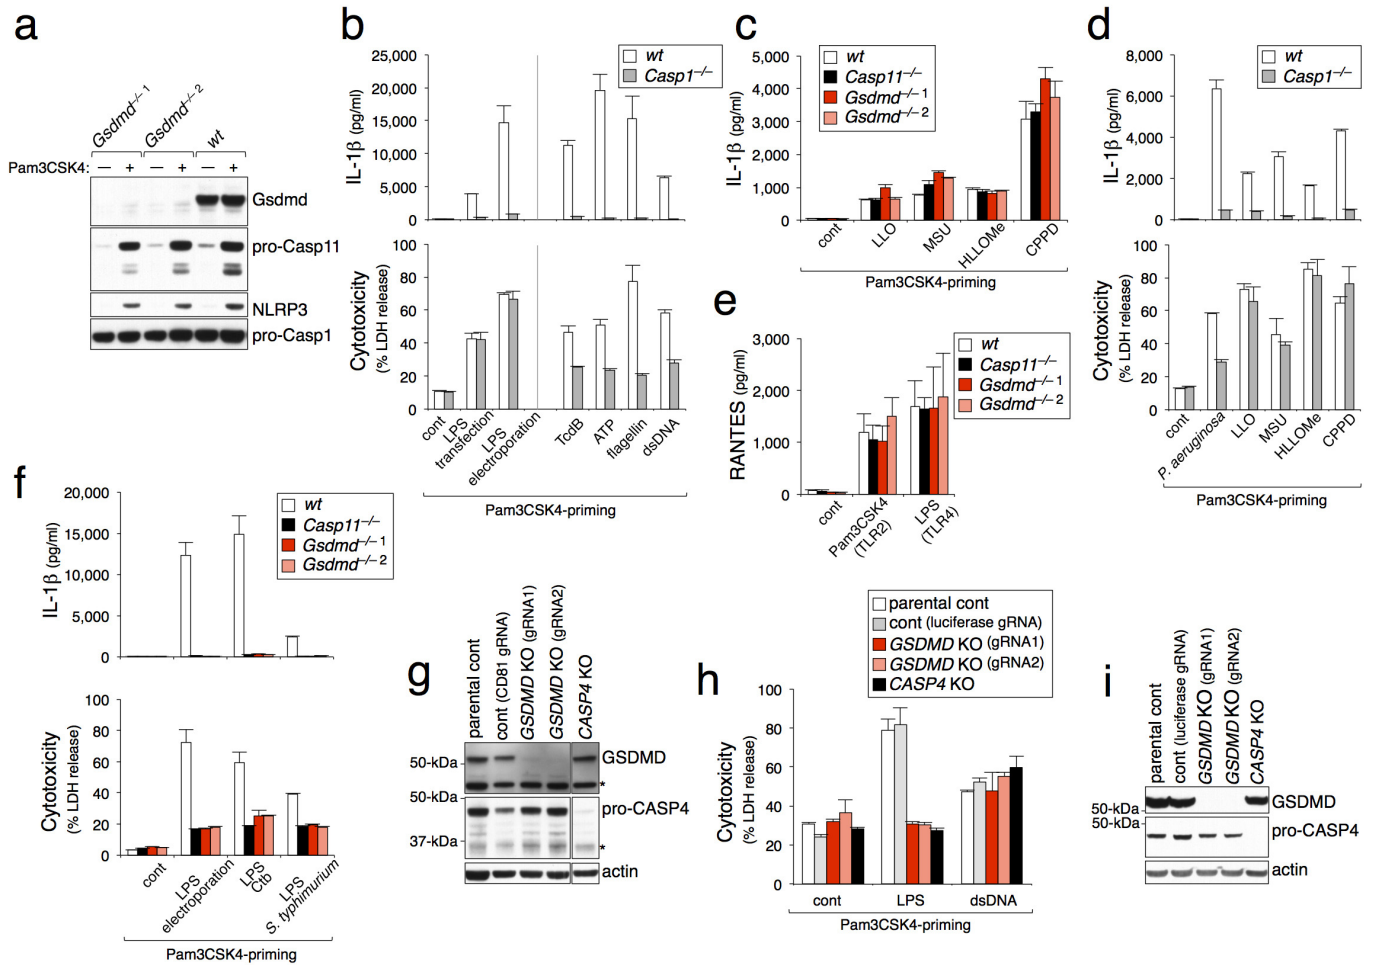 a
Gsdmd–/– 1
Gsdmd–/– 2
wt
Pam3CSK4: — + — + — +
Gsdmd
pro-Casp11
NLRP3
pro-Casp1
b
IL-1β (pg/ml)
25,000
20,000
15,000
10,000
5,000
0
wt
Casp1–/–
Cytotoxicity
(% LDH release)
100
80
60
40
20
0
cont
LPS
transfection
LPS
electroporation
TcdB
ATP
flagellin
dsDNA
Pam3CSK4-priming
c
IL-1β (pg/ml)
5,000
4,000
3,000
2,000
1,000
0
wt
Casp11–/–
Gsdmd–/– 1
Gsdmd–/– 2
cont
LLO
MSU
HLLOMe
CPPD
Pam3CSK4-priming
d
IL-1β (pg/ml)
8,000
6,000
4,000
2,000
0
wt
Casp1–/–
Cytotoxicity
(% LDH release)
100
80
60
40
20
0
cont
P. aeruginosa
LLO
MSU
HLLOMe
CPPD
Pam3CSK4-priming
e
RANTES (pg/ml)
3,000
2,000
1,000
0
wt
Casp11–/–
Gsdmd–/– 1
Gsdmd–/– 2
cont
Pam3CSK4
(TLR2)
LPS
(TLR4)
f
IL-1β (pg/ml)
20,000
15,000
10,000
5,000
0
wt
Casp11–/–
Gsdmd–/– 1
Gsdmd–/– 2
Cytotoxicity
(% LDH release)
100
80
60
40
20
0
cont
LPS
electroporation
LPS
Ctb
LPS
S. typhimurium
Pam3CSK4-priming
g
parental cont
cont (CD81 gRNA)
GSDMD KO (gRNA1)
GSDMD KO (gRNA2)
CASP4 KO
50-kDa
GSDMD
*
50-kDa
pro-CASP4
37-kDa
*
actin
h
parental cont
cont (luciferase gRNA)
GSDMD KO (gRNA1)
GSDMD KO (gRNA2)
CASP4 KO
Cytotoxicity
(% LDH release)
100
80
60
40
20
0
cont
LPS
dsDNA
Pam3CSK4-priming
i
parental cont
cont (luciferase gRNA)
GSDMD KO (gRNA1)
GSDMD KO (gRNA2)
CASP4 KO
50-kDa
GSDMD
50-kDa
pro-CASP4
actin